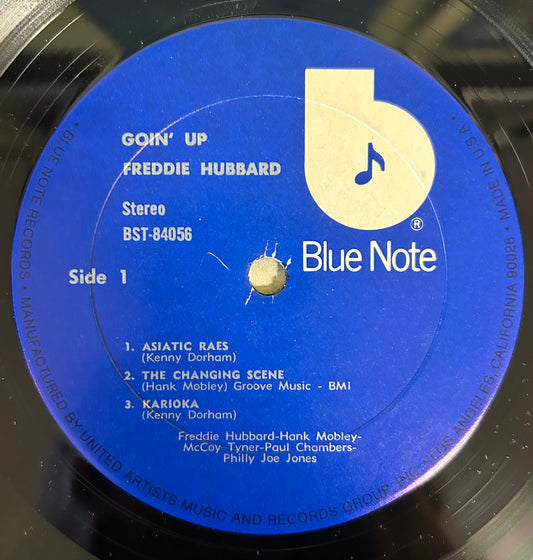 GOIN' UP
FREDDIE HUBBARD
Stereo
BST-84056
Side 1
b
®
Blue Note
1. ASIATIC RAES
(Kenny Dorham)
2. THE CHANGING SCENE
(Hank Mobley) Groove Music - BMI
3. KARIOKA
(Kenny Dorham)
Freddie Hubbard-Hank Mobley-
McCoy Tyner-Paul Chambers-
Philly Joe Jones
• BLUE NOTE RECORDS • MANUFACTURED BY UNITED ARTISTS MUSIC AND RECORDS GROUP, INC. • LOS ANGELES, CALIFORNIA 90028 • MADE IN U.S.A.